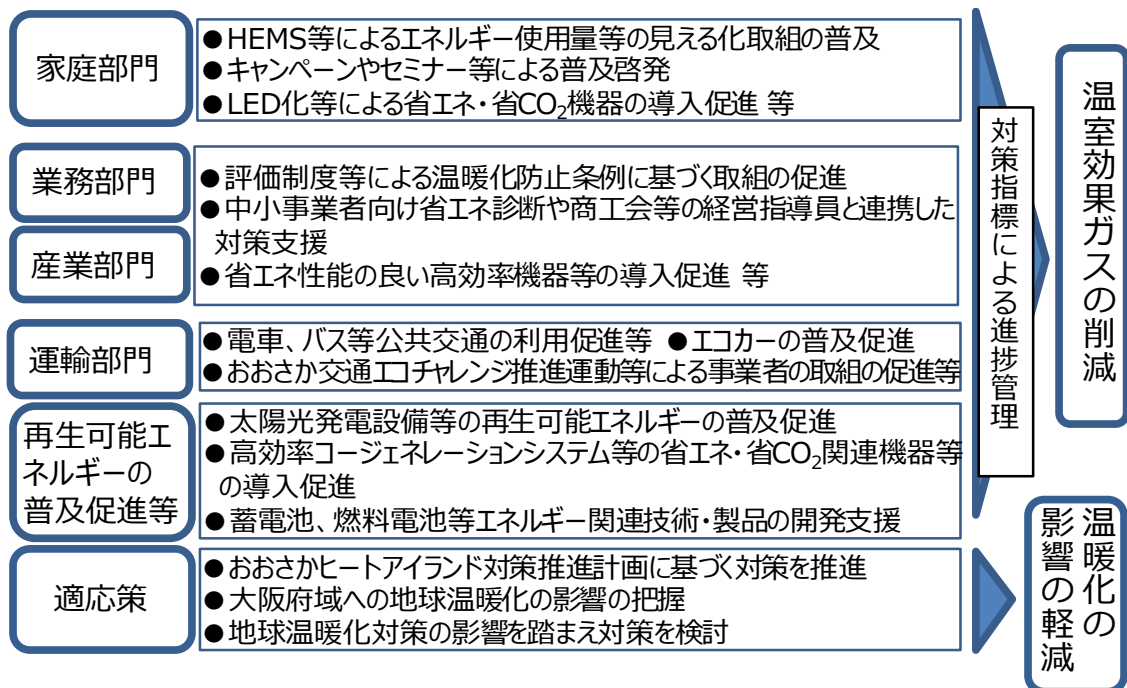 家庭部門
●HEMS等によるエネルギー使用量等の見える化取組の普及
●キャンペーンやセミナー等による普及啓発
●LED化等による省エネ・省CO₂機器の導入促進 等
業務部門
産業部門
●評価制度等による温暖化防止条例に基づく取組の促進
●中小事業者向け省エネ診断や商工会等の経営指導員と連携した
対策支援
●省エネ性能の良い高効率機器等の導入促進 等
運輸部門
●電車、バス等公共交通の利用促進等 ●エコカーの普及促進
●おおさか交通エコチャレンジ推進運動等による事業者の取組の促進等
再生可能エ
ネルギーの
普及促進等
●太陽光発電設備等の再生可能エネルギーの普及促進
●高効率コージェネレーションシステム等の省エネ・省CO₂関連機器等
の導入促進
●蓄電池、燃料電池等エネルギー関連技術・製品の開発支援
対策指標による進捗管理
温室効果ガスの削減
適応策
●おおさかヒートアイランド対策推進計画に基づく対策を推進
●大阪府域への地球温暖化の影響の把握
●地球温暖化対策の影響を踏まえ対策を検討
温暖化の
影響の軽減